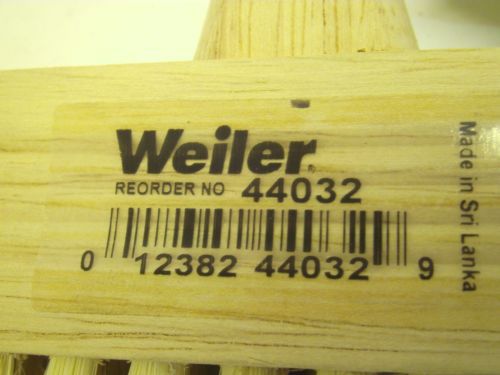 Weiler
REORDER NO 44032
0 12382 44032 9
Made in Sri Lanka